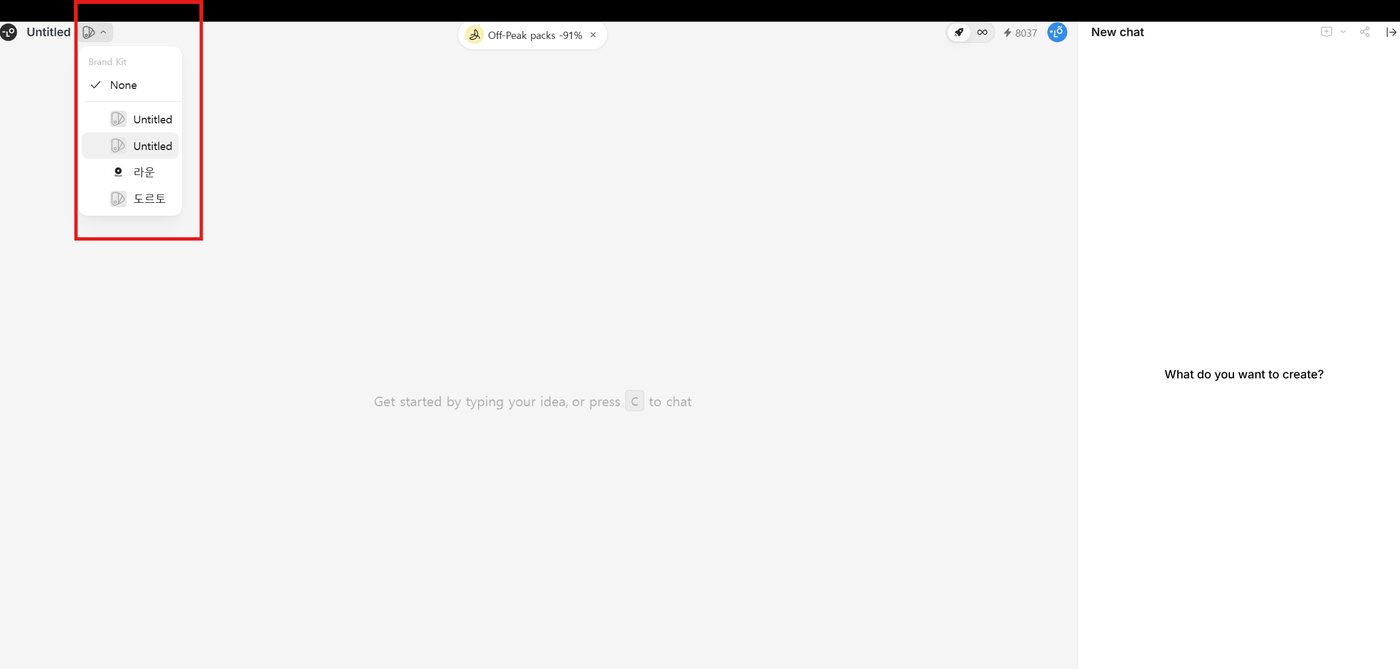 Untitled
Off-Peak packs -91%
8037
New chat
Brand Kit
None
Untitled
Untitled
라운
도르토
What do you want to create?
Get started by typing your idea, or press C to chat